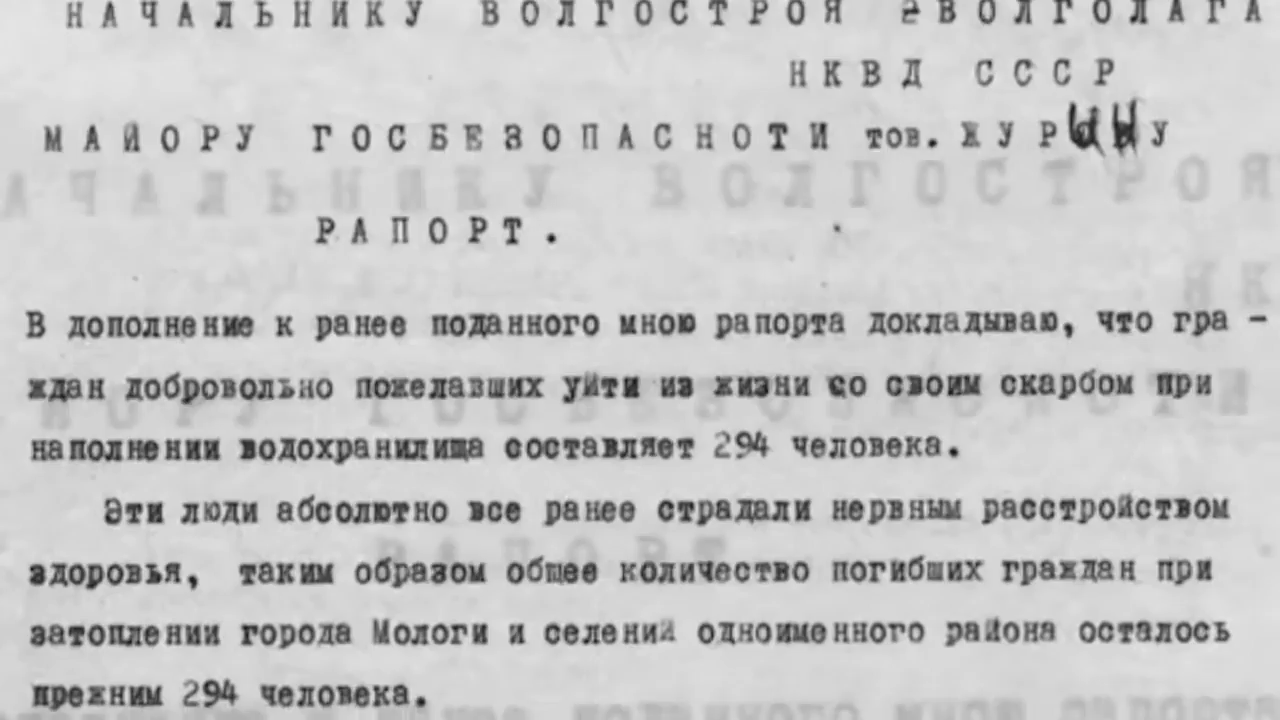 НАЧАЛЬНИКУ ВОЛГОСТРОЯ ВОЛГОЛАГА
НКВД СССР
МАЙОРУ ГОСБЕЗОПАСНОТИ тов. ЖУРИНУ
РАПОРТ.
В дополнение к ранее поданного мною рапорта докладываю, что гра -
ждан добровольно пожелавших уйти из жизни со своим скарбом при
наполнении водохранилища составляет 294 человека.
Эти люди абсолютно все ранее страдали нервным расстройством
здоровья, таким образом общее количество погибших граждан при
затоплении города Мологи и селений одноименного района осталось
прежним 294 человека.